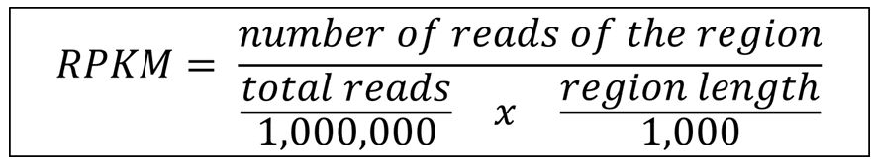 RPKM = number of reads of the region
total reads x region length
1,000,000 1,000